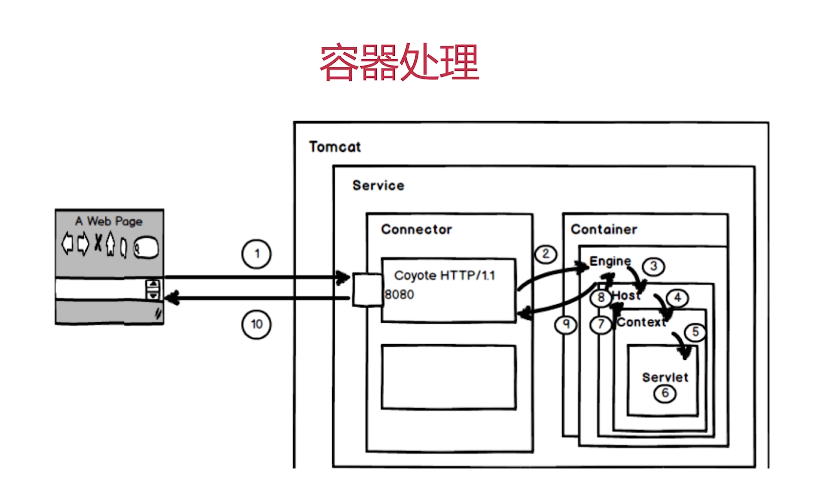 容器处理
Tomcat
Service
A Web Page
X
Connector
Container
1
2
Engine
3
Coyote HTTP/1.1
8080
8
Host
4
10
9
7
Context
5
Servlet
6